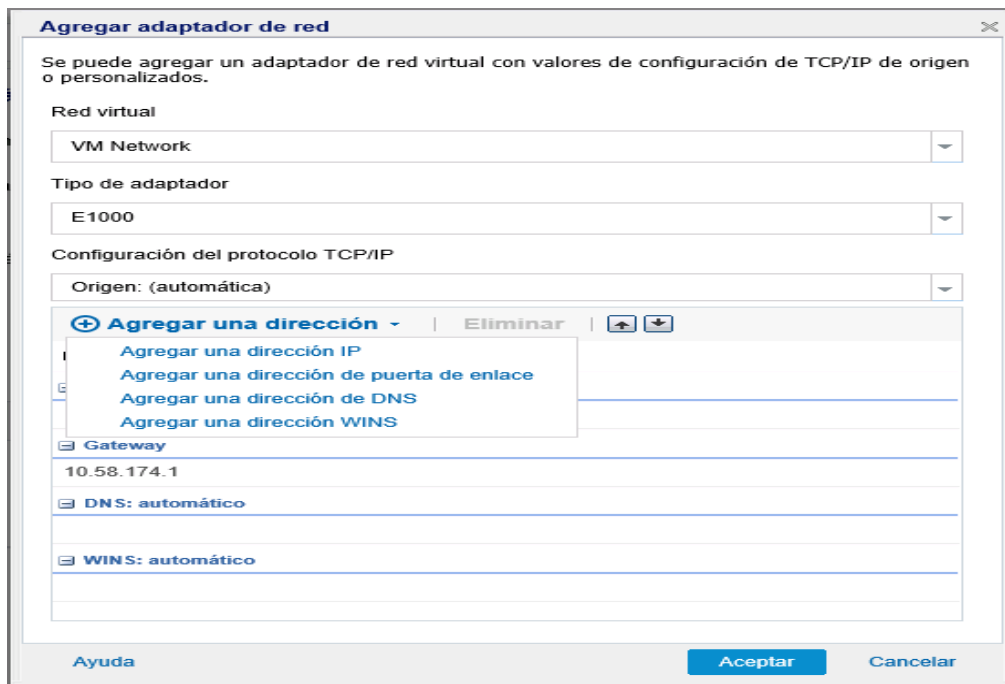 Agregar adaptador de red
Se puede agregar un adaptador de red virtual con valores de configuración de TCP/IP de origen
o personalizados.
Red virtual
VM Network
Tipo de adaptador
E1000
Configuración del protocolo TCP/IP
Origen: (automática)
Agregar una dirección | Eliminar |
Agregar una dirección IP
Agregar una dirección de puerta de enlace
Agregar una dirección de DNS
Agregar una dirección WINS
Gateway
10.58.174.1
DNS: automático
WINS: automático
Ayuda
Aceptar
Cancelar